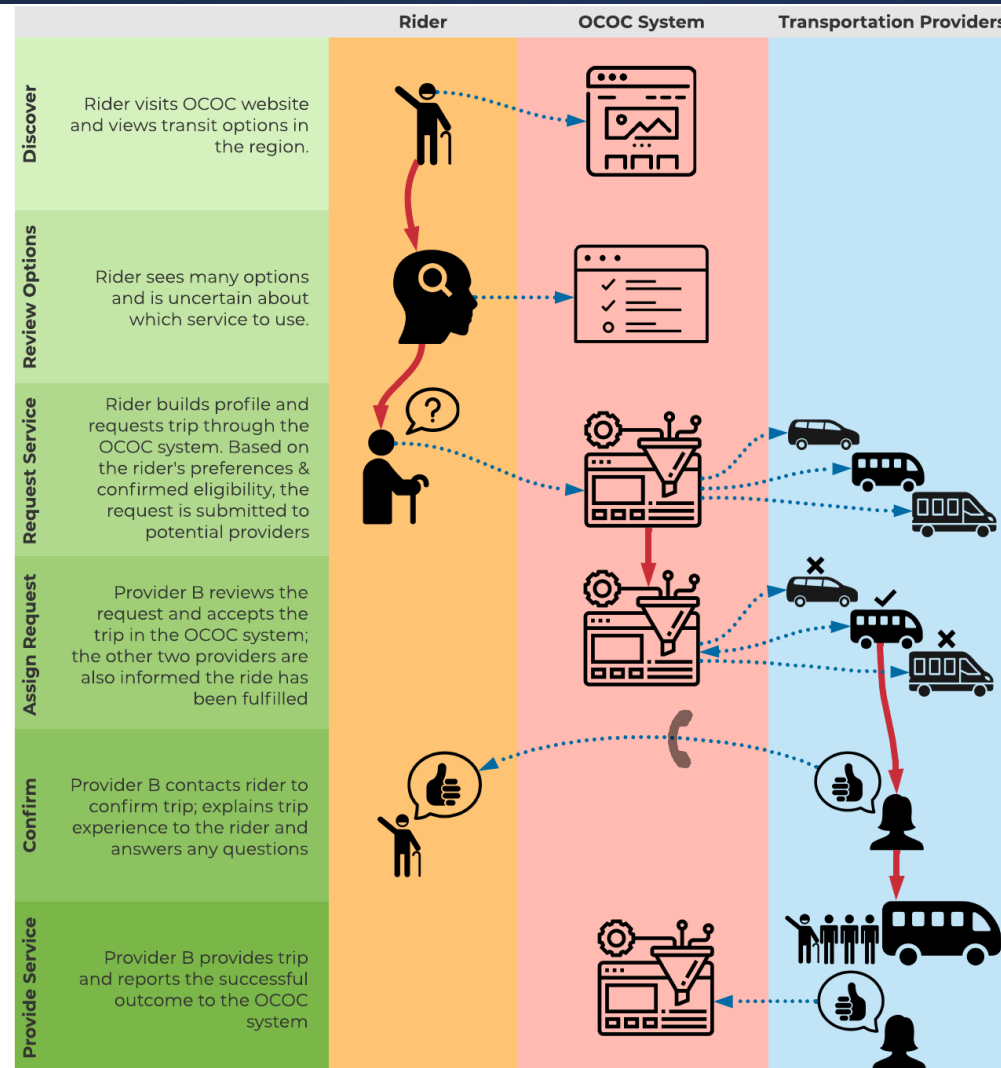 Rider
OCOC System
Transportation Providers
Discover
Rider visits OCOC website
and views transit options in
the region.
Review Options
Rider sees many options
and is uncertain about
which service to use.
Request Service
Rider builds profile and
requests trip through the
OCOC system. Based on
the rider's preferences &
confirmed eligibility, the
request is submitted to
potential providers
?
Assign Request
Provider B reviews the
request and accepts the
trip in the OCOC system;
the other two providers are
also informed the ride has
been fulfilled
Confirm
Provider B contacts rider to
confirm trip; explains trip
experience to the rider and
answers any questions
Provide Service
Provider B provides trip
and reports the successful
outcome to the OCOC
system